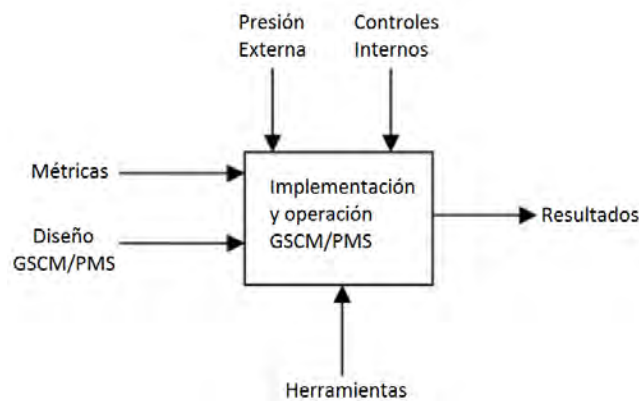 Presión
Externa
Controles
Internos
Métricas
Implementación
y operación
GSCM/PMS
Resultados
Diseño
GSCM/PMS
Herramientas